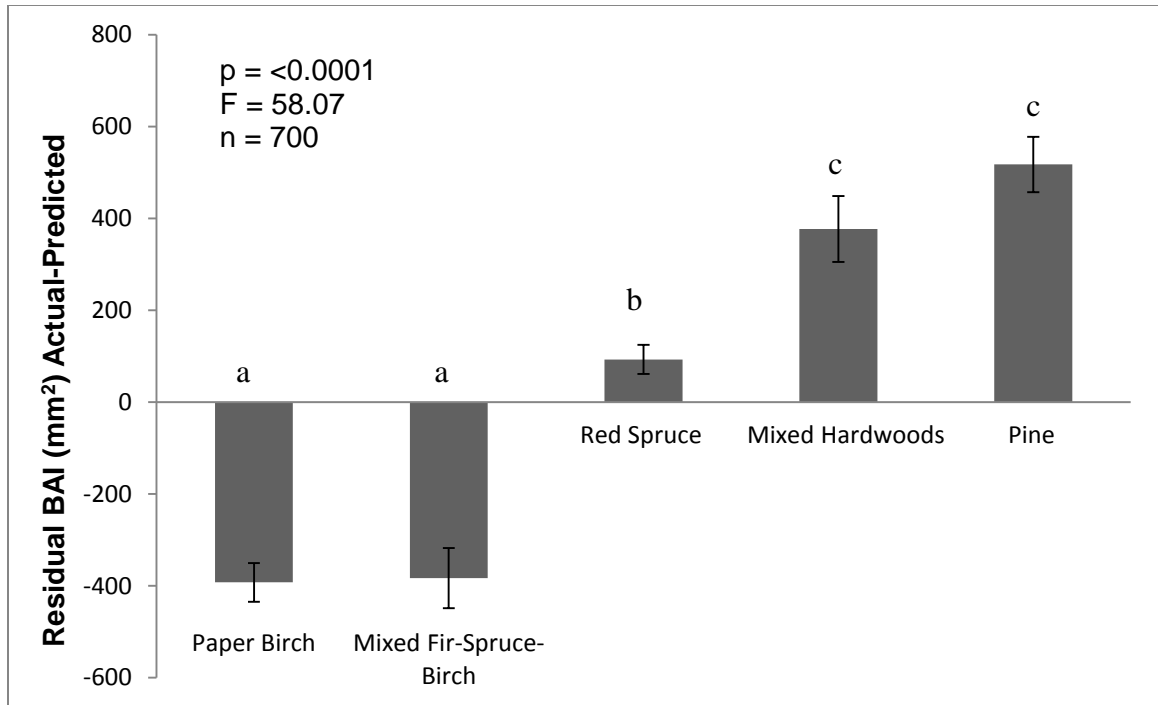 800
600
400
200
0
-200
-400
-600
Residual BAI (mm²) Actual-Predicted
p = <0.0001
F = 58.07
n = 700
a
a
b
c
c
Paper Birch
Mixed Fir-Spruce-
Birch
Red Spruce
Mixed Hardwoods
Pine